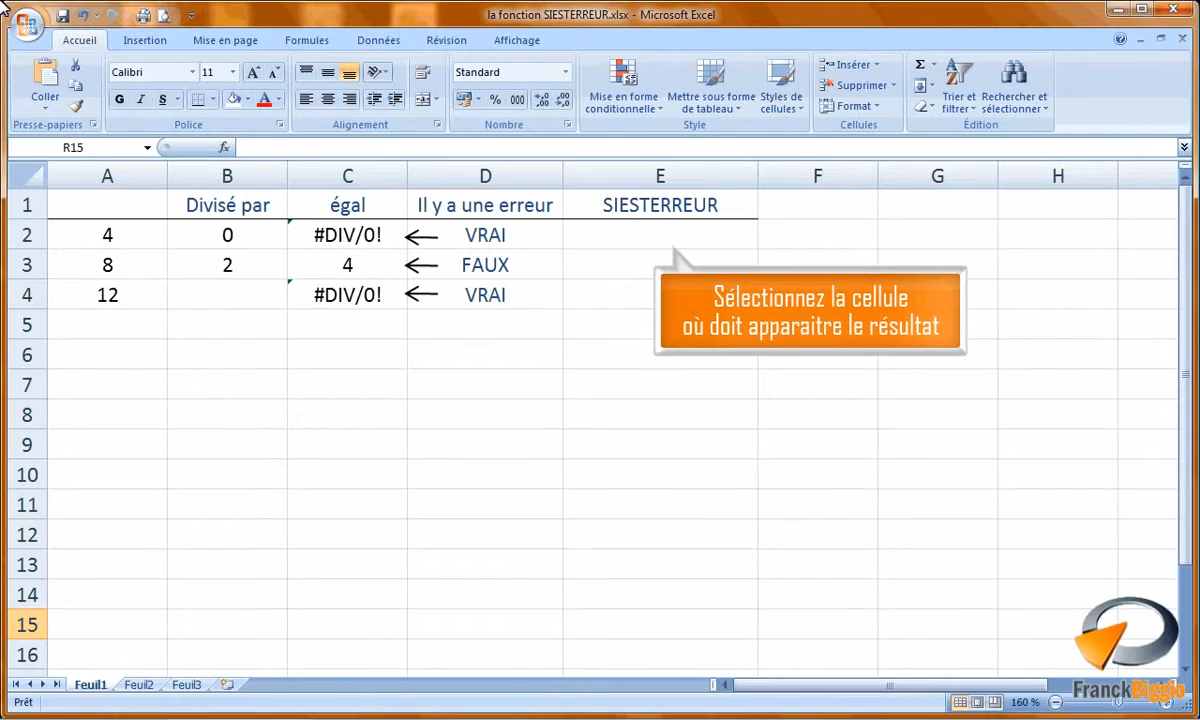 la fonction SIESTERREUR.xlsx - Microsoft Excel
Accueil Insertion Mise en page Formules Données Révision Affichage
Coller
Presse-papiers
Calibri 11
G I S
Police
Alignement
Standard
% 000
Nombre
Mise en forme conditionnelle
Mettre sous forme de tableau
Styles de cellules
Style
Insérer
Supprimer
Format
Cellules
Σ
Trier et filtrer
Rechercher et sélectionner
Édition
R15 fx
A B C D E F G H
1 Divisé par égal Il y a une erreur SIESTERREUR
2 4 0 #DIV/0! VRAI
3 8 2 4 FAUX
4 12 #DIV/0! VRAI
Sélectionnez la cellule
où doit apparaitre le résultat
5
6
7
8
9
10
11
12
13
14
15
16
FranckBiggio
Feuil1 Feuil2 Feuil3
Prêt 160 %